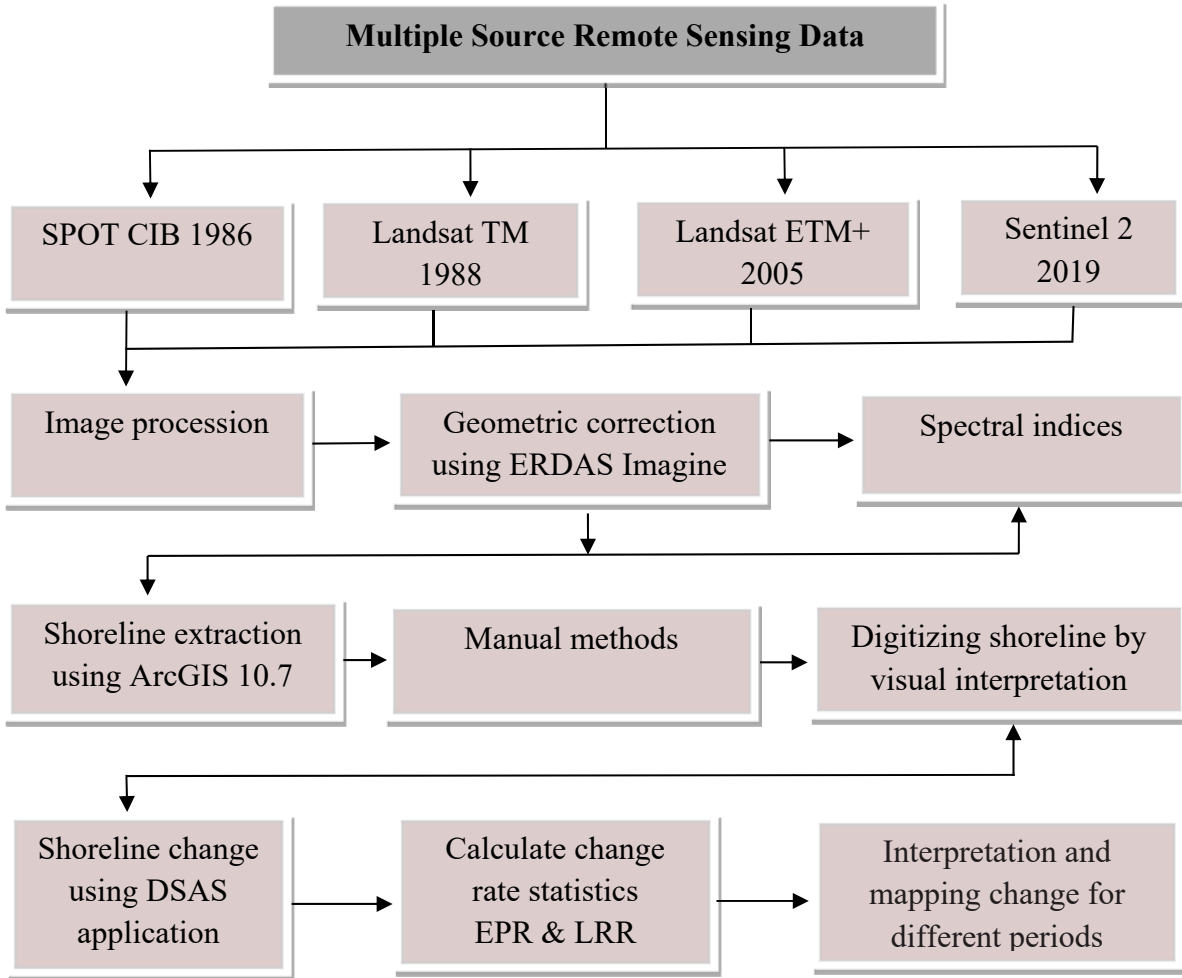 Multiple Source Remote Sensing Data
SPOT CIB 1986
Landsat TM
1988
Landsat ETM+
2005
Sentinel 2
2019
Image procession
Geometric correction
using ERDAS Imagine
Spectral indices
Shoreline extraction
using ArcGIS 10.7
Manual methods
Digitizing shoreline by
visual interpretation
Shoreline change
using DSAS
application
Calculate change
rate statistics
EPR & LRR
Interpretation and
mapping change for
different periods